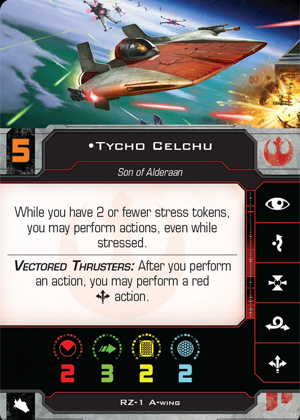 5
•Tycho Celchu
Son of Alderaan
While you have 2 or fewer stress tokens,
you may perform actions, even while
stressed.
Vectored Thrusters: After you perform
an action, you may perform a red
action.
2 3 2 2
RZ-1 A-wing